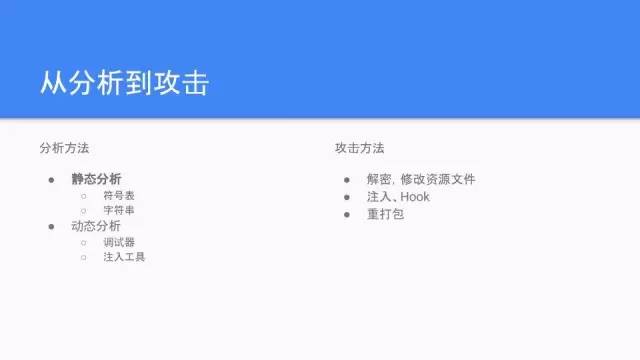 从分析到攻击
分析方法
● 静态分析
○ 符号表
○ 字符串
● 动态分析
○ 调试器
○ 注入工具
攻击方法
● 解密，修改资源文件
● 注入、Hook
● 重打包